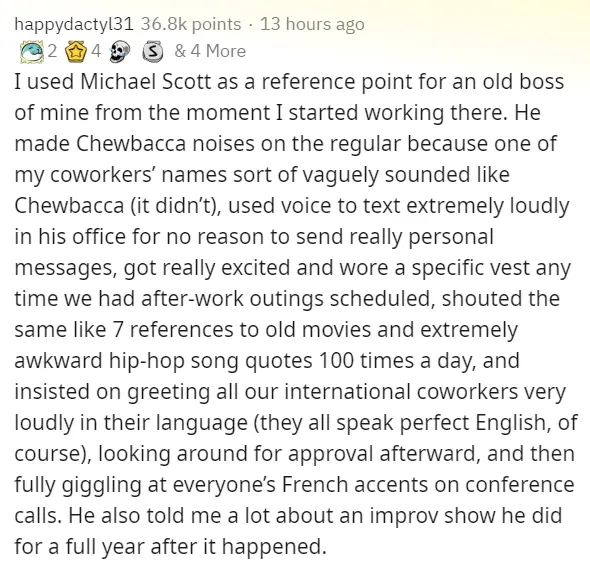 happydactyl31 36.8k points · 13 hours ago
2 4 S & 4 More
I used Michael Scott as a reference point for an old boss
of mine from the moment I started working there. He
made Chewbacca noises on the regular because one of
my coworkers’ names sort of vaguely sounded like
Chewbacca (it didn’t), used voice to text extremely loudly
in his office for no reason to send really personal
messages, got really excited and wore a specific vest any
time we had after-work outings scheduled, shouted the
same like 7 references to old movies and extremely
awkward hip-hop song quotes 100 times a day, and
insisted on greeting all our international coworkers very
loudly in their language (they all speak perfect English, of
course), looking around for approval afterward, and then
fully giggling at everyone’s French accents on conference
calls. He also told me a lot about an improv show he did
for a full year after it happened.